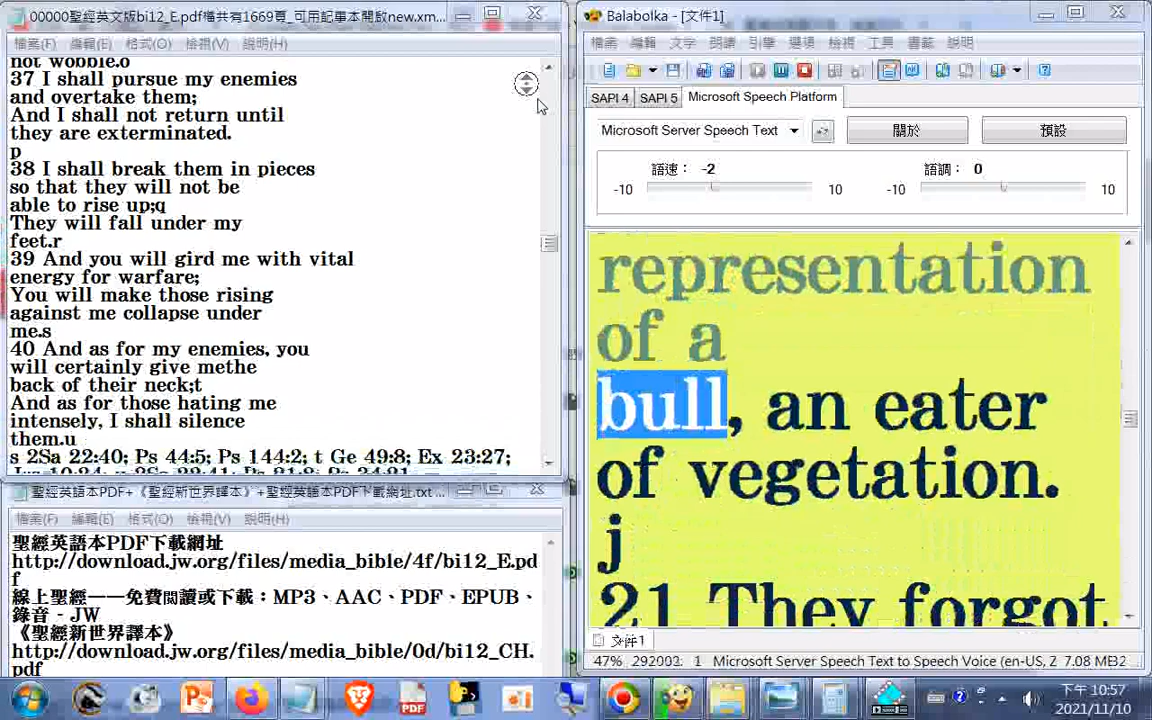 00000聖經英文版bi12_E.pdf檔共有1669頁_可用記事本開啟new.xm...
檔案(F) 編輯(E) 格式(O) 檢視(V) 說明(H)
not wobble.o
37 I shall pursue my enemies
and overtake them;
And I shall not return until
they are exterminated.
p
38 I shall break them in pieces
so that they will not be
able to rise up;q
They will fall under my
feet.r
39 And you will gird me with vital
energy for warfare;
You will make those rising
against me collapse under
me.s
40 And as for my enemies, you
will certainly give methe
back of their neck;t
And as for those hating me
intensely, I shall silence
them.u
s 2Sa 22:40; Ps 44:5; Ps 144:2; t Ge 49:8; Ex 23:27;
聖經英語本PDF+《聖經新世界譯本》+聖經英語本PDF下載網址.txt ...
檔案(F) 編輯(E) 格式(O) 檢視(V) 說明(H)
聖經英語本PDF下載網址
http://download.jw.org/files/media_bible/4f/bi12_E.pd
f
線上聖經——免費閱讀或下載：MP3、AAC、PDF、EPUB、
錄音 - JW
《聖經新世界譯本》
http://download.jw.org/files/media_bible/0d/bi12_CH.
pdf
Balabolka - [文件1]
檔案 編輯 文字 朗讀 引擎 選項 檢視 工具 書籤 說明
SAPI 4 SAPI 5 Microsoft Speech Platform
Microsoft Server Speech Text 關於 預設
語速： -2 語調： 0
-10 10 -10 10
representation
of a
bull, an eater
of vegetation.
j
21 They forgot
文件1
47% 292002: 1 Microsoft Server Speech Text to Speech Voice (en-US, Z 7.08 MB2
下午 10:57
2021/11/10